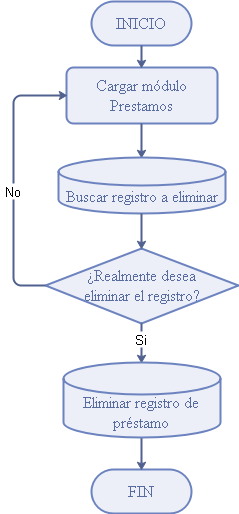 INICIO
Cargar módulo
Prestamos
Buscar registro a eliminar
No
¿Realmente desea
eliminar el registro?
Si
Eliminar registro de
préstamo
FIN